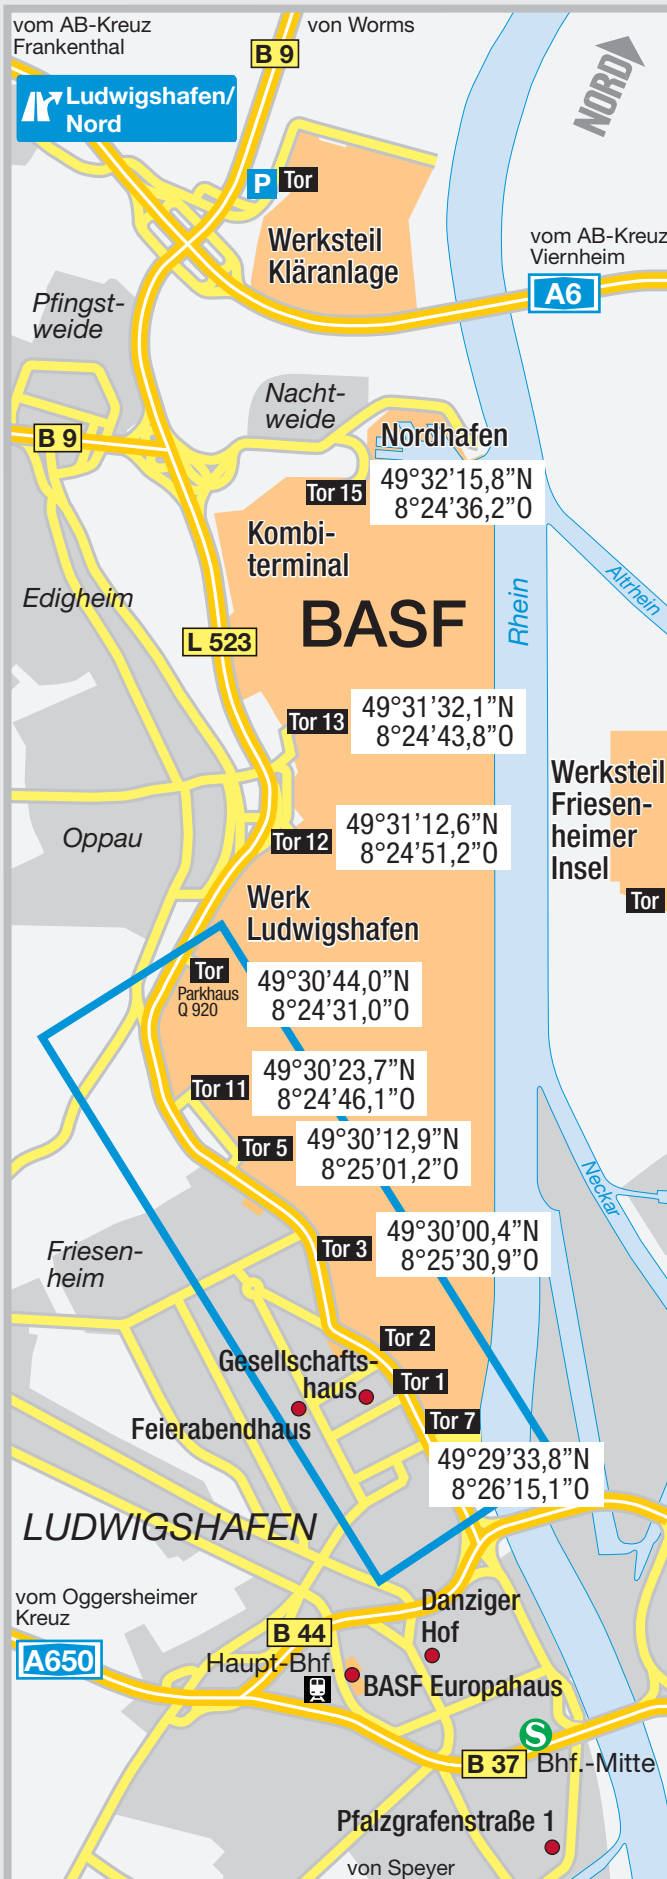 vom AB-Kreuz
Frankenthal
von Worms
B 9
Ludwigshafen/
Nord
NORD
P
Tor
Werksteil
Kläranlage
vom AB-Kreuz
Viernheim
A6
Pfingst-
weide
Nacht-
weide
B 9
Nordhafen
Tor 15
49°32’15,8”N
8°24’36,2”O
Kombi-
terminal
Edigheim
BASF
Rhein
Altrhein
L 523
Tor 13
49°31’32,1”N
8°24’43,8”O
Werksteil
Friesen-
heimer
Insel
Tor
Oppau
Tor 12
49°31’12,6”N
8°24’51,2”O
Werk
Ludwigshafen
Tor
Parkhaus
Q 920
49°30’44,0”N
8°24’31,0”O
Tor 11
49°30’23,7”N
8°24’46,1”O
Tor 5
49°30’12,9”N
8°25’01,2”O
Neckar
Friesen-
heim
Tor 3
49°30’00,4”N
8°25’30,9”O
Tor 2
Gesellschafts-
haus
Tor 1
Feierabendhaus
Tor 7
49°29’33,8”N
8°26’15,1”O
LUDWIGSHAFEN
vom Oggersheimer
Kreuz
A650
B 44
Danziger
Hof
Haupt-Bhf.
BASF Europahaus
S
B 37
Bhf.-Mitte
Pfalzgrafenstraße 1
von Speyer